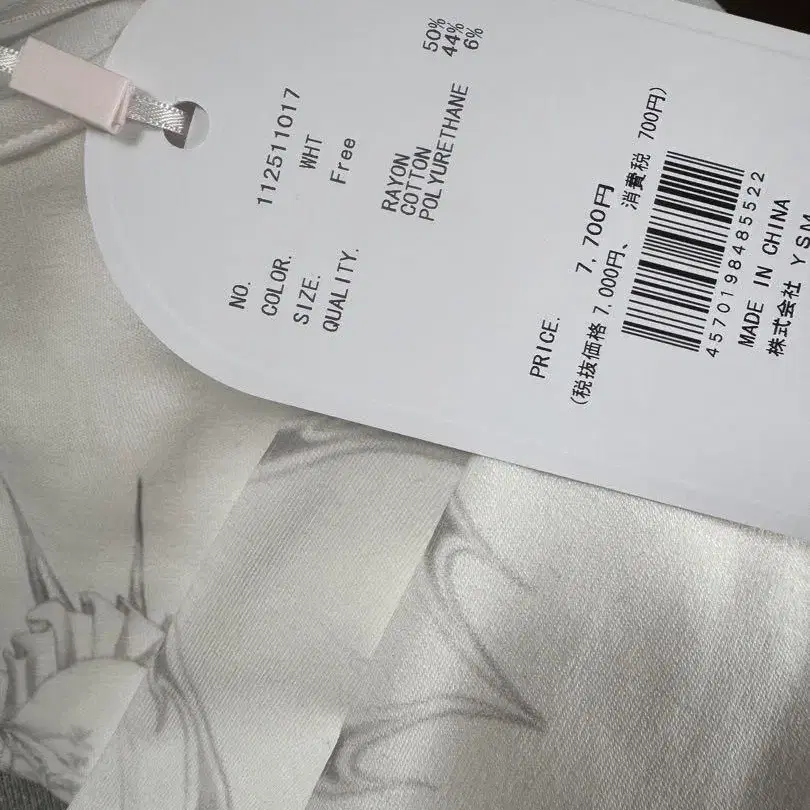 NO. 112511017
COLOR. WHT
SIZE. Free
QUALITY.
RAYON 50%
COTTON 44%
POLYURETHANE 6%
PRICE. 7,700円
(税抜価格 7,000円、 消費税 700円)
4570198485522
MADE IN CHINA
株式会社 YSM